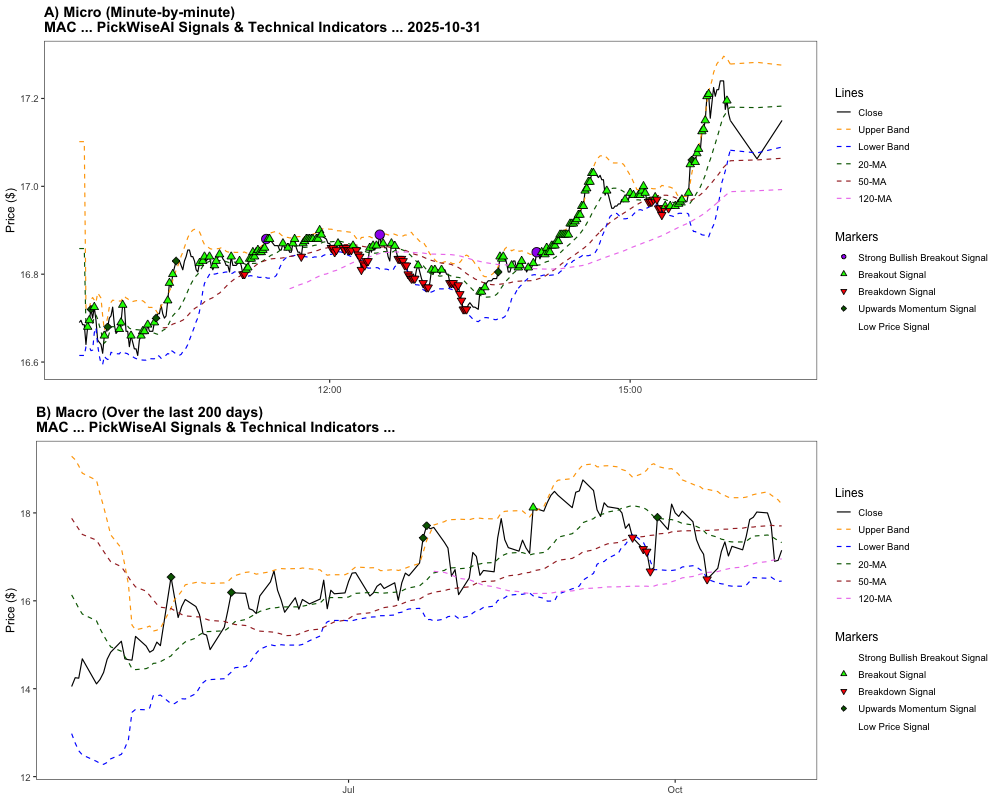 A) Micro (Minute-by-minute)
MAC ... PickWiseAI Signals & Technical Indicators ... 2025-10-31
Price ($)
17.2
17.0
16.8
16.6
12:00
15:00
Lines
Close
Upper Band
Lower Band
20-MA
50-MA
120-MA
Markers
Strong Bullish Breakout Signal
Breakout Signal
Breakdown Signal
Upwards Momentum Signal
Low Price Signal
B) Macro (Over the last 200 days)
MAC ... PickWiseAI Signals & Technical Indicators ...
Price ($)
18
16
14
12
Jul
Oct
Lines
Close
Upper Band
Lower Band
20-MA
50-MA
120-MA
Markers
Strong Bullish Breakout Signal
Breakout Signal
Breakdown Signal
Upwards Momentum Signal
Low Price Signal